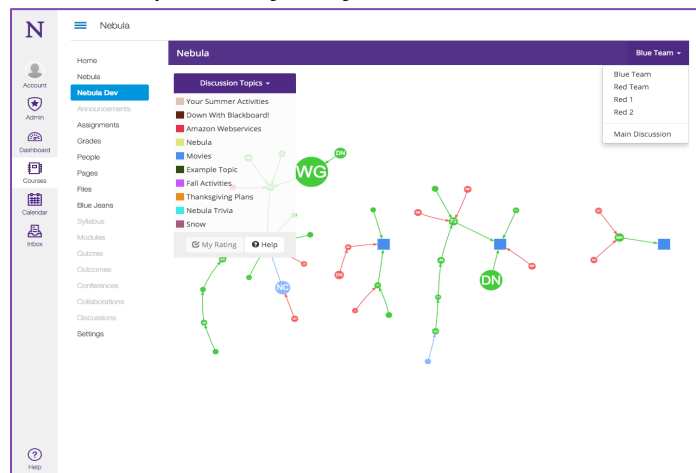 N
Nebula
Account
Admin
Dashboard
Courses
Calendar
Inbox
Help
Home
Nebula
Nebula Dev
Announcements
Assignments
Grades
People
Pages
Files
Blue Jeans
Syllabus
Modules
Quizzes
Outcomes
Conferences
Collaborations
Discussions
Settings
Nebula
Blue Team
Blue Team
Red Team
Red 1
Red 2
Main Discussion
Discussion Topics
Your Summer Activities
Down With Blackboard!
Amazon Webservices
Nebula
Movies
Example Topic
Fall Activities
Thanksgiving Plans
Nebula Trivia
Snow
My Rating
Help
DN
WG
NC
DN
DN